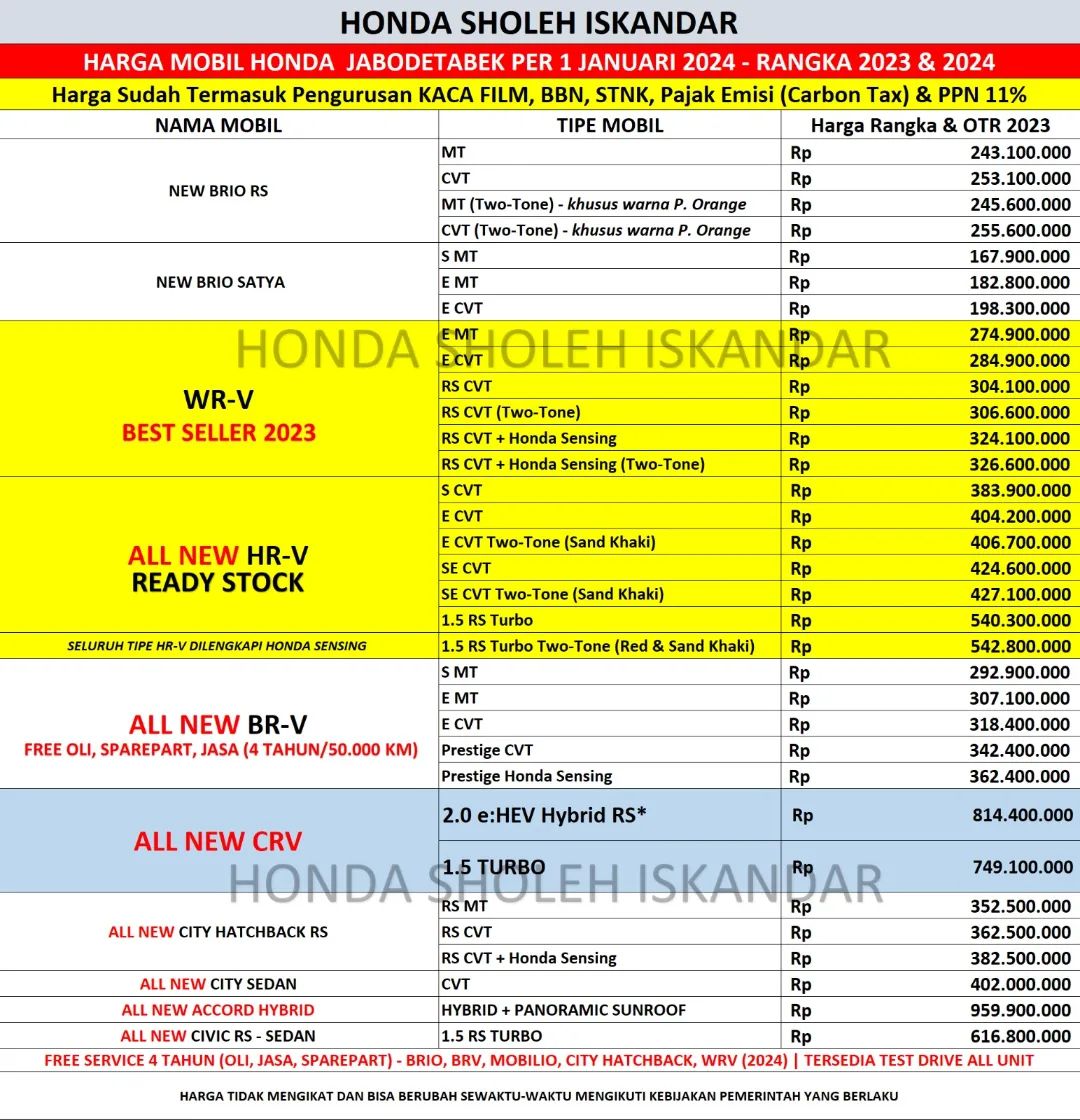 HONDA SHOLEH ISKANDAR
HARGA MOBIL HONDA JABODETABEK PER 1 JANUARI 2024 - RANGKA 2023 & 2024
Harga Sudah Termasuk Pengurusan KACA FILM, BBN, STNK, Pajak Emisi (Carbon Tax) & PPN 11%
NAMA MOBIL TIPE MOBIL Harga Rangka & OTR 2023
NEW BRIO RS
MT Rp 243.100.000
CVT Rp 253.100.000
MT (Two-Tone) - khusus warna P. Orange Rp 245.600.000
CVT (Two-Tone) - khusus warna P. Orange Rp 255.600.000
NEW BRIO SATYA
S MT Rp 167.900.000
E MT Rp 182.800.000
E CVT Rp 198.300.000
HONDA SHOLEH ISKANDAR
WR-V
BEST SELLER 2023
E MT Rp 274.900.000
E CVT Rp 284.900.000
RS CVT Rp 304.100.000
RS CVT (Two-Tone) Rp 306.600.000
RS CVT + Honda Sensing Rp 324.100.000
RS CVT + Honda Sensing (Two-Tone) Rp 326.600.000
ALL NEW HR-V
READY STOCK
S CVT Rp 383.900.000
E CVT Rp 404.200.000
E CVT Two-Tone (Sand Khaki) Rp 406.700.000
SE CVT Rp 424.600.000
SE CVT Two-Tone (Sand Khaki) Rp 427.100.000
1.5 RS Turbo Rp 540.300.000
SELURUH TIPE HR-V DILENGKAPI HONDA SENSING 1.5 RS Turbo Two-Tone (Red & Sand Khaki) Rp 542.800.000
ALL NEW BR-V
FREE OLI, SPAREPART, JASA (4 TAHUN/50.000 KM)
S MT Rp 292.900.000
E MT Rp 307.100.000
E CVT Rp 318.400.000
Prestige CVT Rp 342.400.000
Prestige Honda Sensing Rp 362.400.000
ALL NEW CRV
2.0 e:HEV Hybrid RS* Rp 814.400.000
1.5 TURBO Rp 749.100.000
HONDA SHOLEH ISKANDAR
ALL NEW CITY HATCHBACK RS
RS MT Rp 352.500.000
RS CVT Rp 362.500.000
RS CVT + Honda Sensing Rp 382.500.000
ALL NEW CITY SEDAN CVT Rp 402.000.000
ALL NEW ACCORD HYBRID HYBRID + PANORAMIC SUNROOF Rp 959.900.000
ALL NEW CIVIC RS - SEDAN 1.5 RS TURBO Rp 616.800.000
FREE SERVICE 4 TAHUN (OLI, JASA, SPAREPART) - BRIO, BRV, MOBILIO, CITY HATCHBACK, WRV (2024) | TERSEDIA TEST DRIVE ALL UNIT
HARGA TIDAK MENGIKAT DAN BISA BERUBAH SEWAKTU-WAKTU MENGIKUTI KEBIJAKAN PEMERINTAH YANG BERLAKU